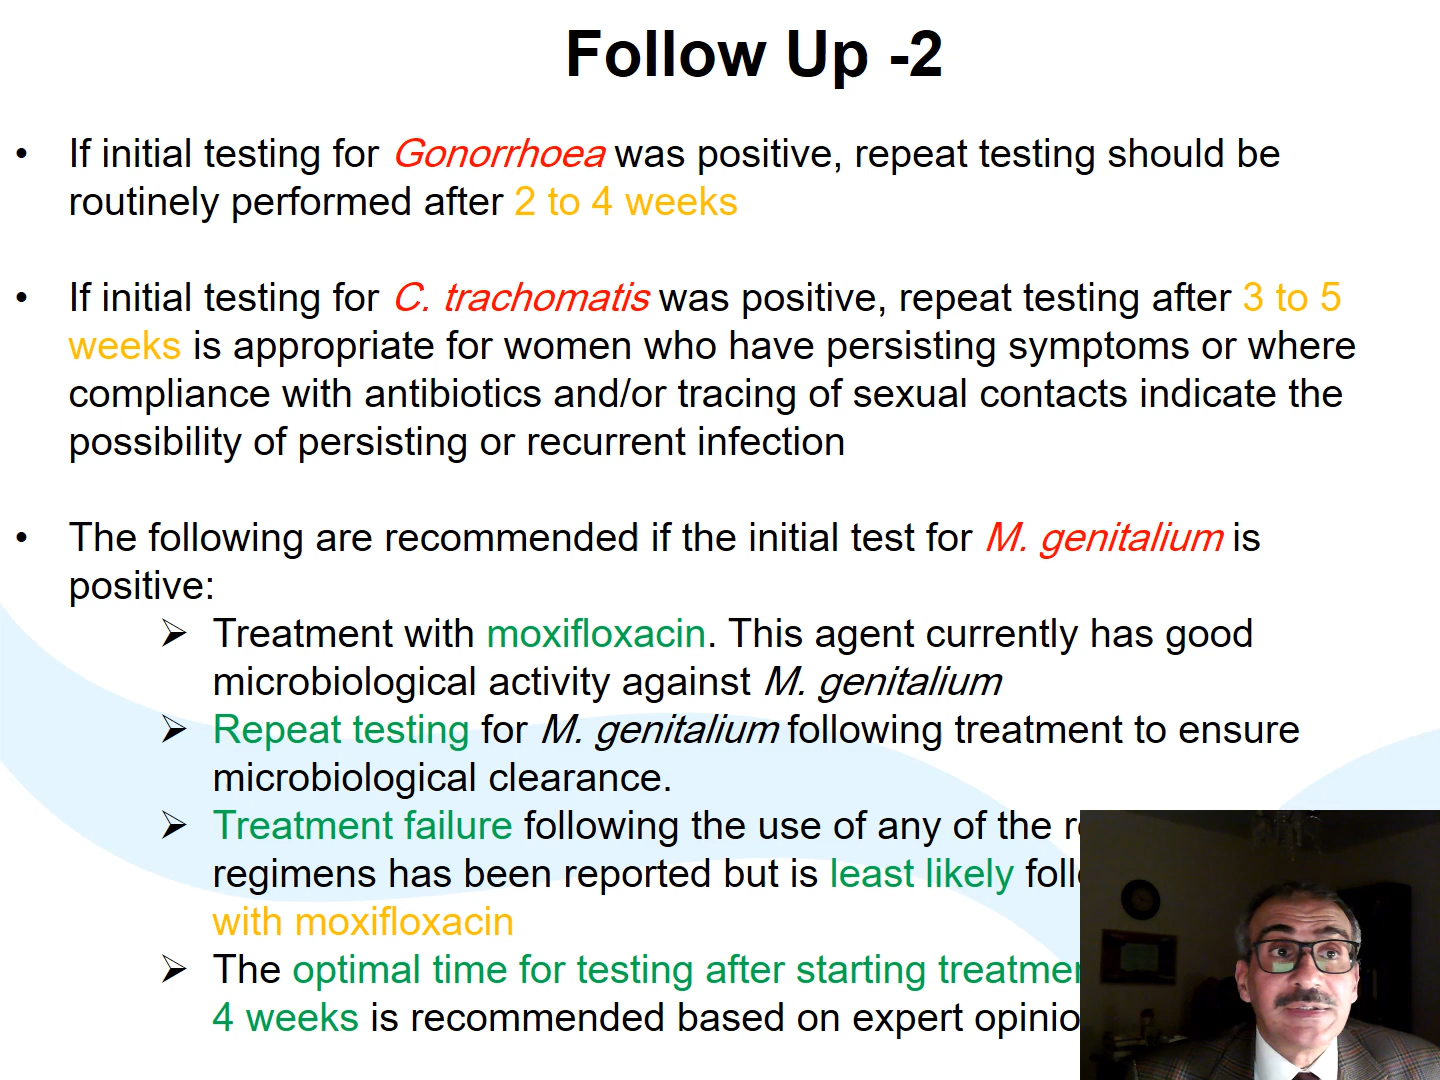 Follow Up -2
• If initial testing for Gonorrhoea was positive, repeat testing should be
routinely performed after 2 to 4 weeks
• If initial testing for C. trachomatis was positive, repeat testing after 3 to 5
weeks is appropriate for women who have persisting symptoms or where
compliance with antibiotics and/or tracing of sexual contacts indicate the
possibility of persisting or recurrent infection
• The following are recommended if the initial test for M. genitalium is
positive:
➢ Treatment with moxifloxacin. This agent currently has good
microbiological activity against M. genitalium
➢ Repeat testing for M. genitalium following treatment to ensure
microbiological clearance.
➢ Treatment failure following the use of any of the
regimens has been reported but is least likely
with moxifloxacin
➢ The optimal time for testing after starting
4 weeks is recommended based on expert